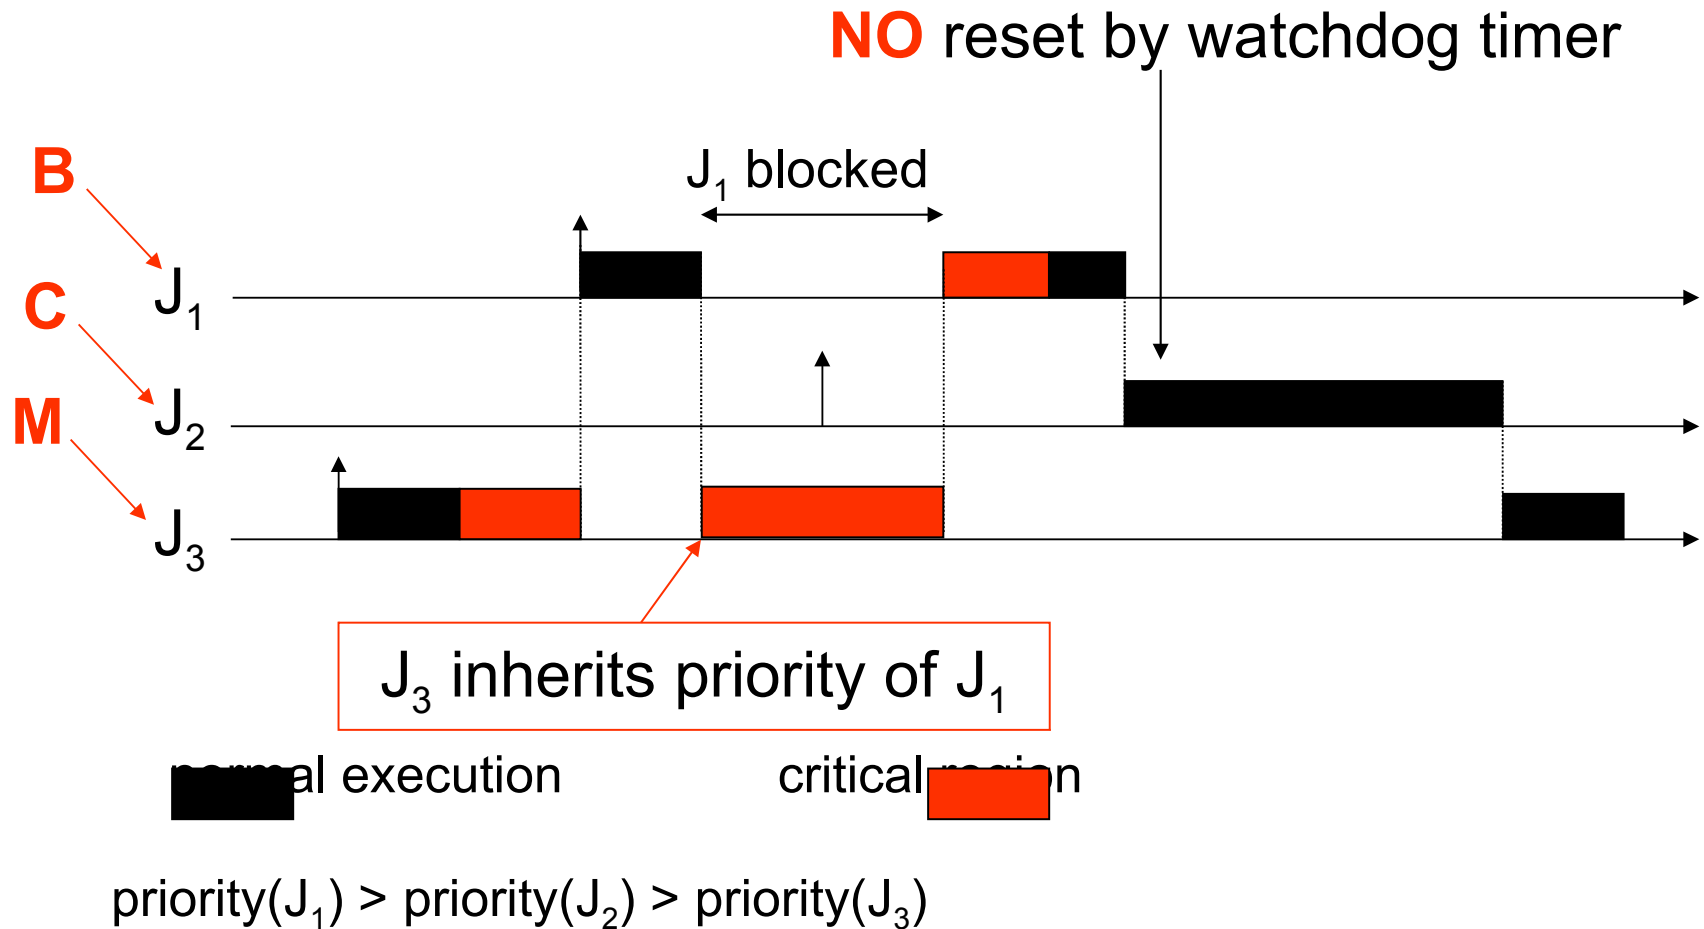 NO reset by watchdog timer
B
J₁ blocked
J₁
C
J₂
M
J₃
J₃ inherits priority of J₁
execution
critical
priority(J₁) > priority(J₂) > priority(J₃)